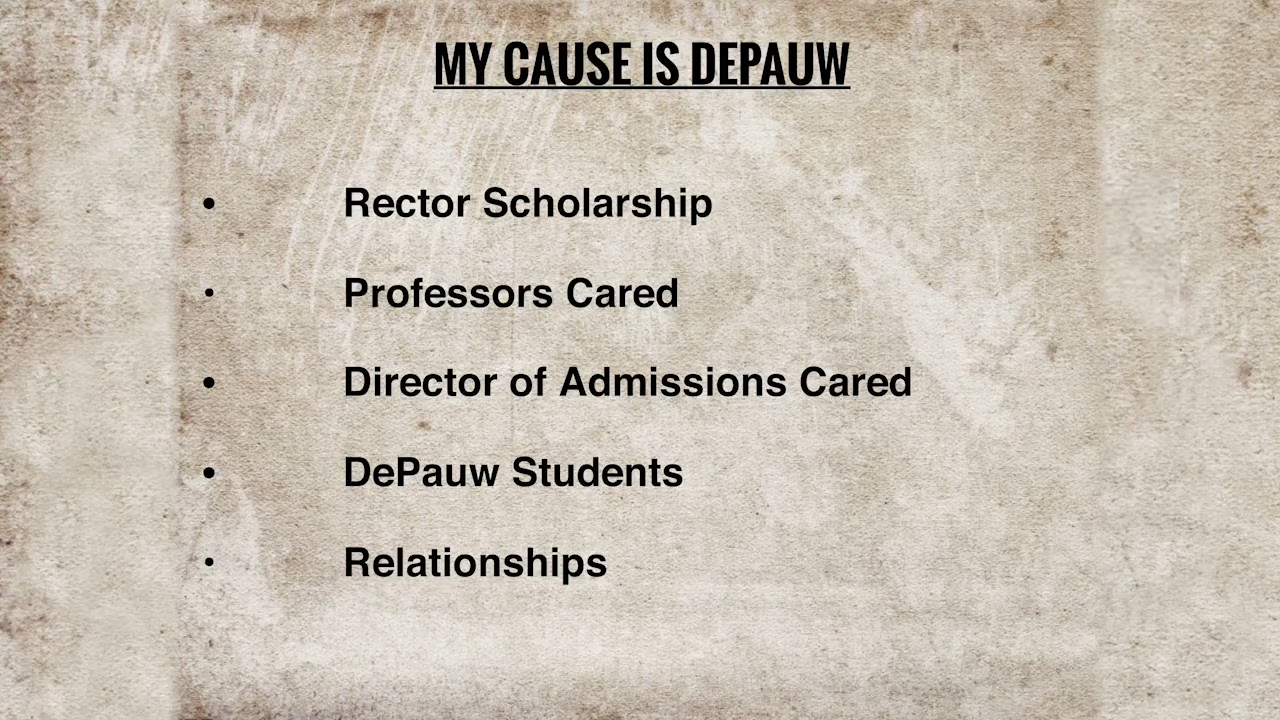 MY CAUSE IS DEPAUW
• Rector Scholarship
• Professors Cared
• Director of Admissions Cared
• DePauw Students
• Relationships